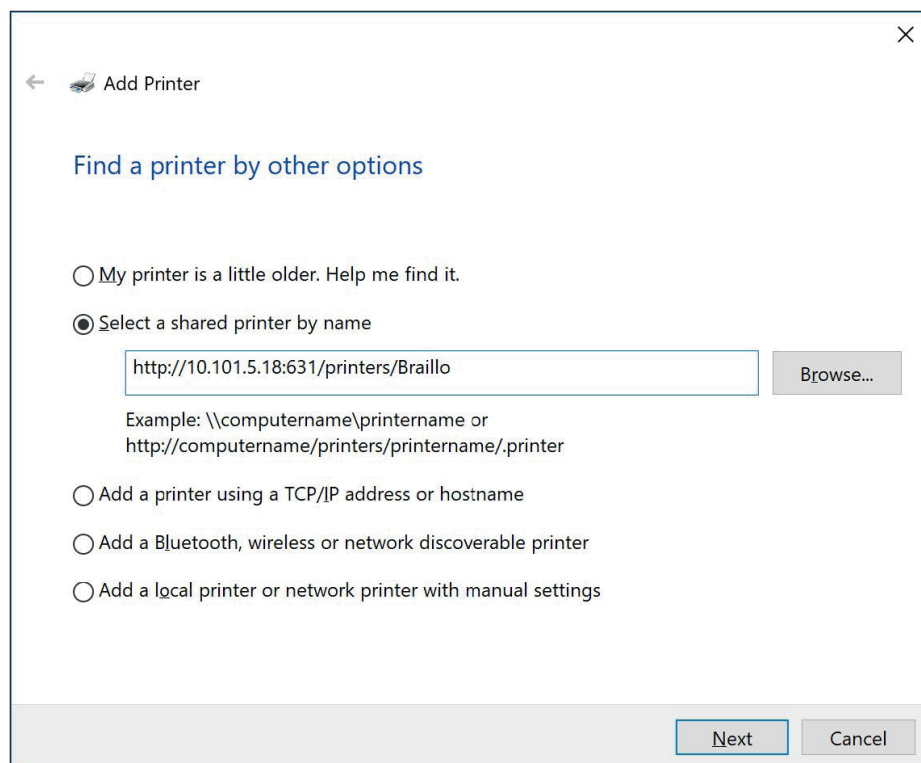 Add Printer
Find a printer by other options
My printer is a little older. Help me find it.
Select a shared printer by name
http://10.101.5.18:631/printers/Braillo
Browse...
Example: \\computername\printername or
http://computername/printers/printername/.printer
Add a printer using a TCP/IP address or hostname
Add a Bluetooth, wireless or network discoverable printer
Add a local printer or network printer with manual settings
Next
Cancel